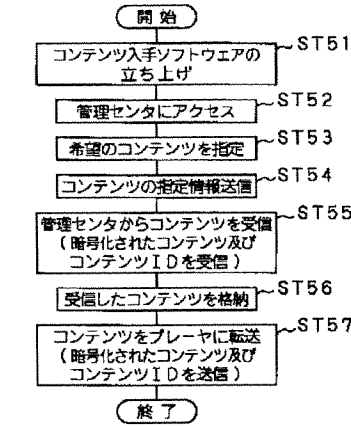 開始
コンテンツ入手ソフトウェアの
立ち上げ
ST51
管理センタにアクセス
ST52
希望のコンテンツを指定
ST53
コンテンツの指定情報送信
ST54
管理センタからコンテンツを受信
(暗号化されたコンテンツ及び
コンテンツIDを受信)
ST55
受信したコンテンツを格納
ST56
コンテンツをプレーヤに転送
(暗号化されたコンテンツ及び
コンテンツIDを送信)
ST57
終了